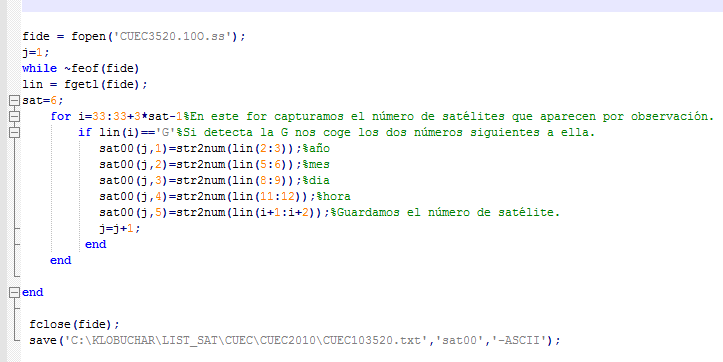 fide = fopen('CUEC3520.10O.ss');
j=1;
while ~feof(fide)
lin = fgetl(fide);
sat=6;
for i=33:33+3*sat-1%En este for capturamos el número de satélites que aparecen por observación.
if lin(i)=='G'%Si detecta la G nos coge los dos números siguientes a ella.
sat00(j,1)=str2num(lin(2:3));%año
sat00(j,2)=str2num(lin(5:6));%mes
sat00(j,3)=str2num(lin(8:9));%dia
sat00(j,4)=str2num(lin(11:12));%hora
sat00(j,5)=str2num(lin(i+1:i+2));%Guardamos el número de satélite.
j=j+1;
end
end
end
fclose(fide);
save('C:\KLOBUCHAR\LIST_SAT\CUEC\CUEC2010\CUEC103520.txt','sat00','-ASCII');